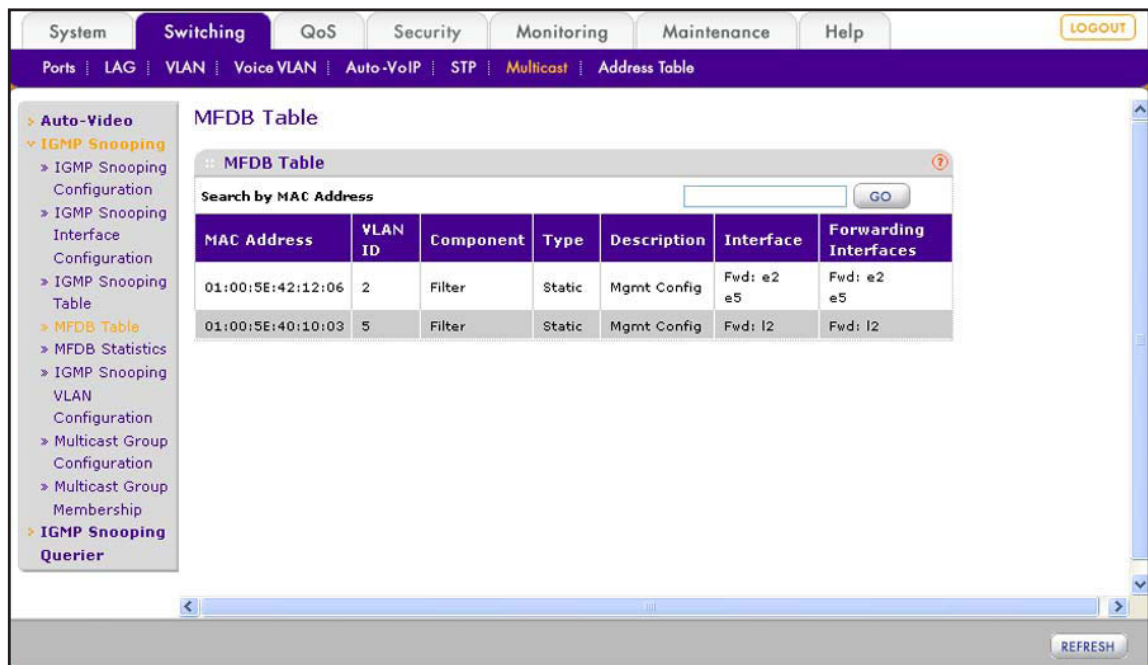 System Switching QoS Security Monitoring Maintenance Help LOGOUT
Ports LAG VLAN Voice VLAN Auto-VoIP STP Multicast Address Table
Auto-Video
IGMP Snooping
IGMP Snooping
Configuration
IGMP Snooping
Interface
Configuration
IGMP Snooping
Table
MFDB Table
MFDB Statistics
IGMP Snooping
VLAN
Configuration
Multicast Group
Configuration
Multicast Group
Membership
IGMP Snooping
Querier
MFDB Table
MFDB Table ?
Search by MAC Address GO
MAC Address VLAN ID Component Type Description Interface Forwarding Interfaces
01:00:5E:42:12:06 2 Filter Static Mgmt Config Fwd: e2 e5 Fwd: e2 e5
01:00:5E:40:10:03 5 Filter Static Mgmt Config Fwd: l2 Fwd: l2
REFRESH